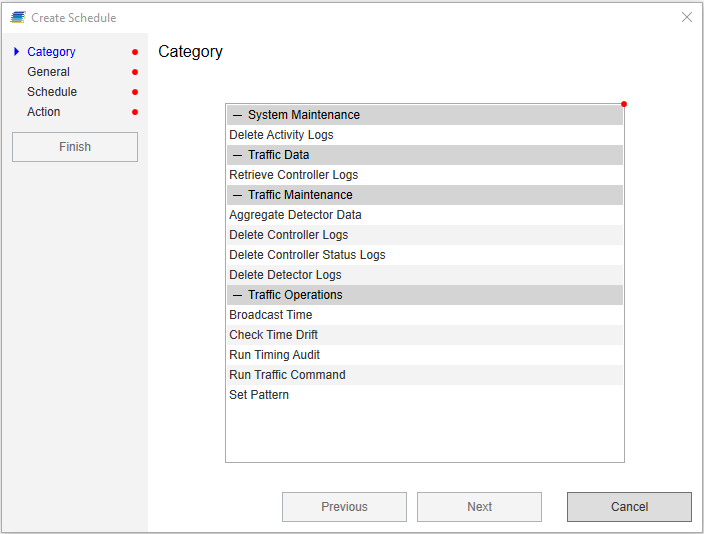 Create Schedule
Category
General
Schedule
Action
Finish
Category
— System Maintenance
Delete Activity Logs
— Traffic Data
Retrieve Controller Logs
— Traffic Maintenance
Aggregate Detector Data
Delete Controller Logs
Delete Controller Status Logs
Delete Detector Logs
— Traffic Operations
Broadcast Time
Check Time Drift
Run Timing Audit
Run Traffic Command
Set Pattern
Previous Next Cancel